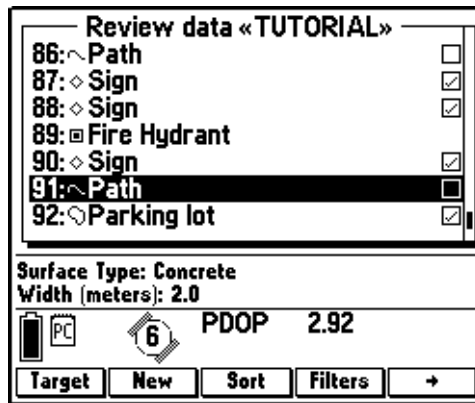 Review data «TUTORIAL»
86: Path
87: Sign
88: Sign
89: Fire Hydrant
90: Sign
91: Path
92: Parking lot
Surface Type: Concrete
Width (meters): 2.0
PC 6 PDOP 2.92
Target New Sort Filters →